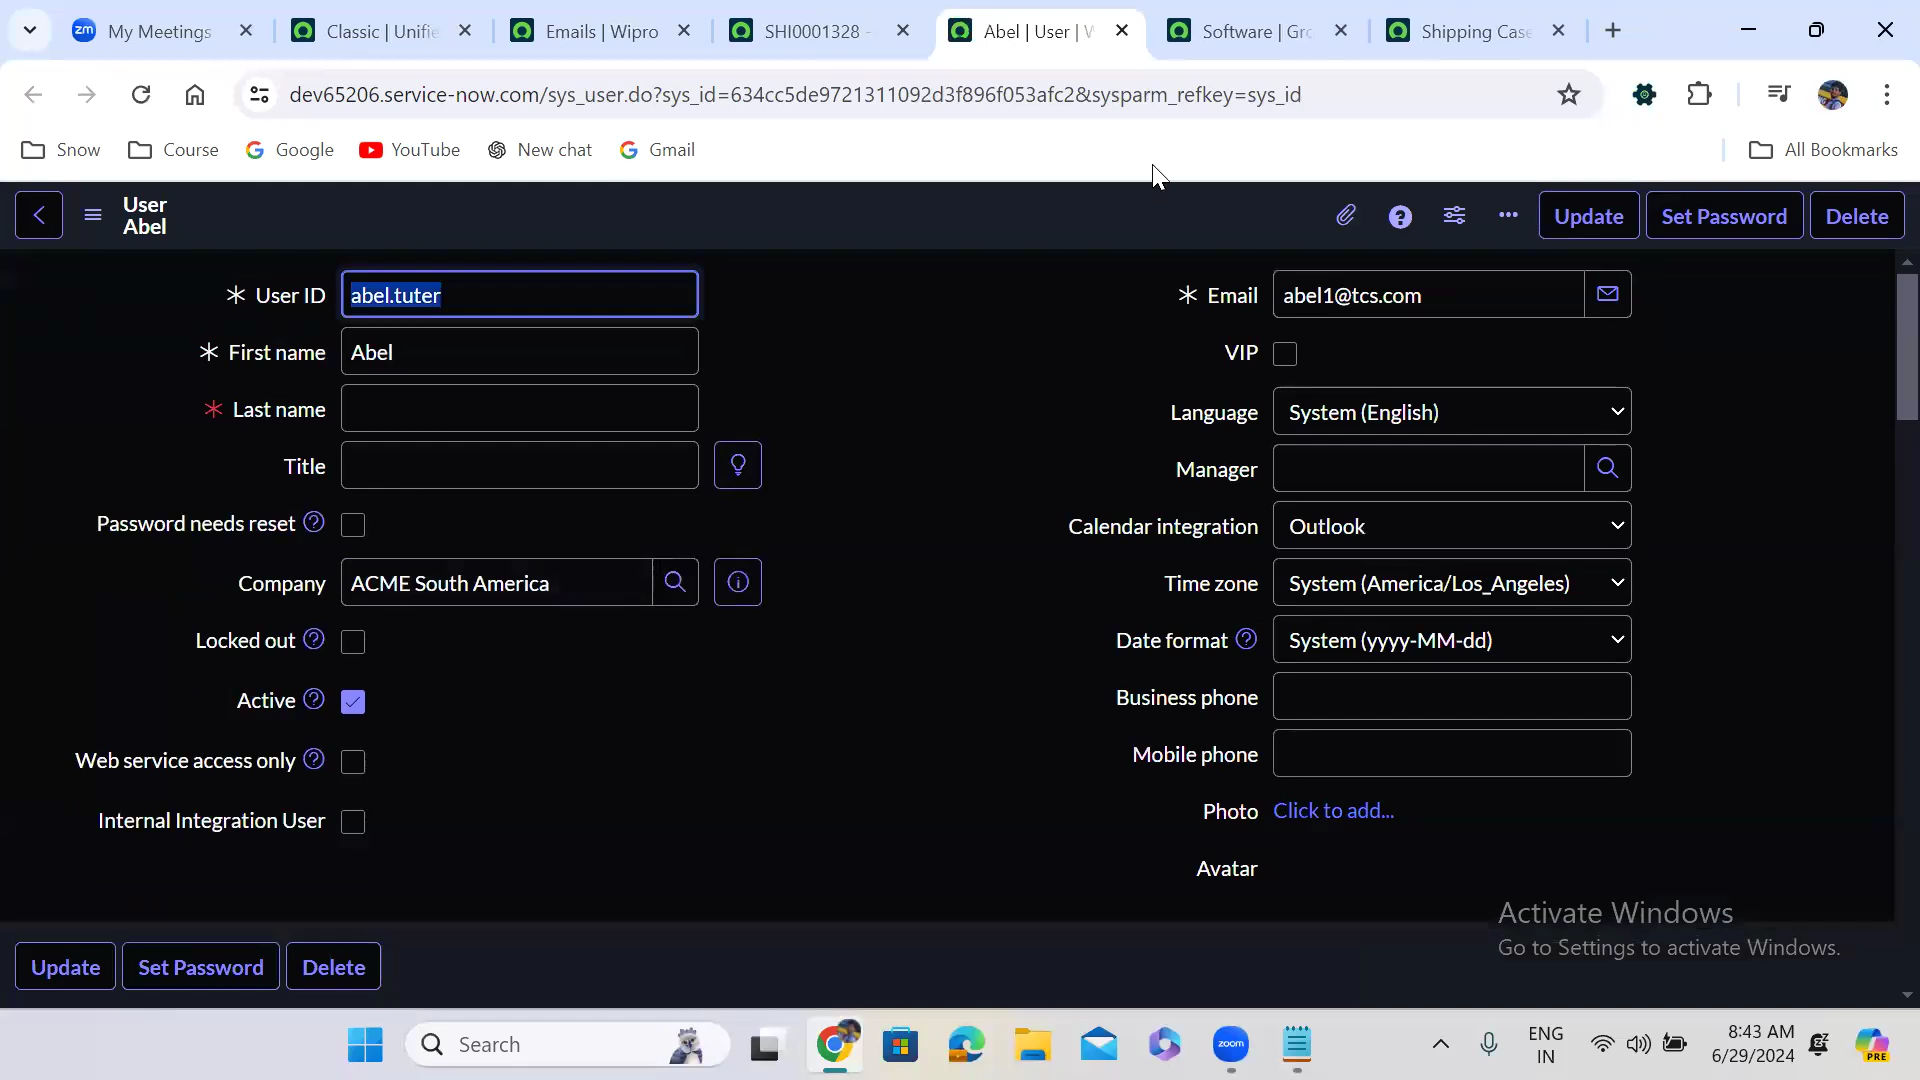 My Meetings
Classic | Unifie
Emails | Wipro
SHI0001328 -
Abel | User | W
Software | Gro
Shipping Case
dev65206.service-now.com/sys_user.do?sys_id=634cc5de9721311092d3f896f053afc2&sysparm_refkey=sys_id
Snow
Course
Google
YouTube
New chat
Gmail
All Bookmarks
User
Abel
Update
Set Password
Delete
User ID abel.tuter
First name Abel
Last name
Title
Password needs reset
Company ACME South America
Locked out
Active
Web service access only
Internal Integration User
Email abel1@tcs.com
VIP
Language System (English)
Manager
Calendar integration Outlook
Time zone System (America/Los_Angeles)
Date format System (yyyy-MM-dd)
Business phone
Mobile phone
Photo Click to add...
Avatar
Activate Windows
Go to Settings to activate Windows.
Update
Set Password
Delete
Search
zoom
ENG
IN
8:43 AM
6/29/2024
PRE